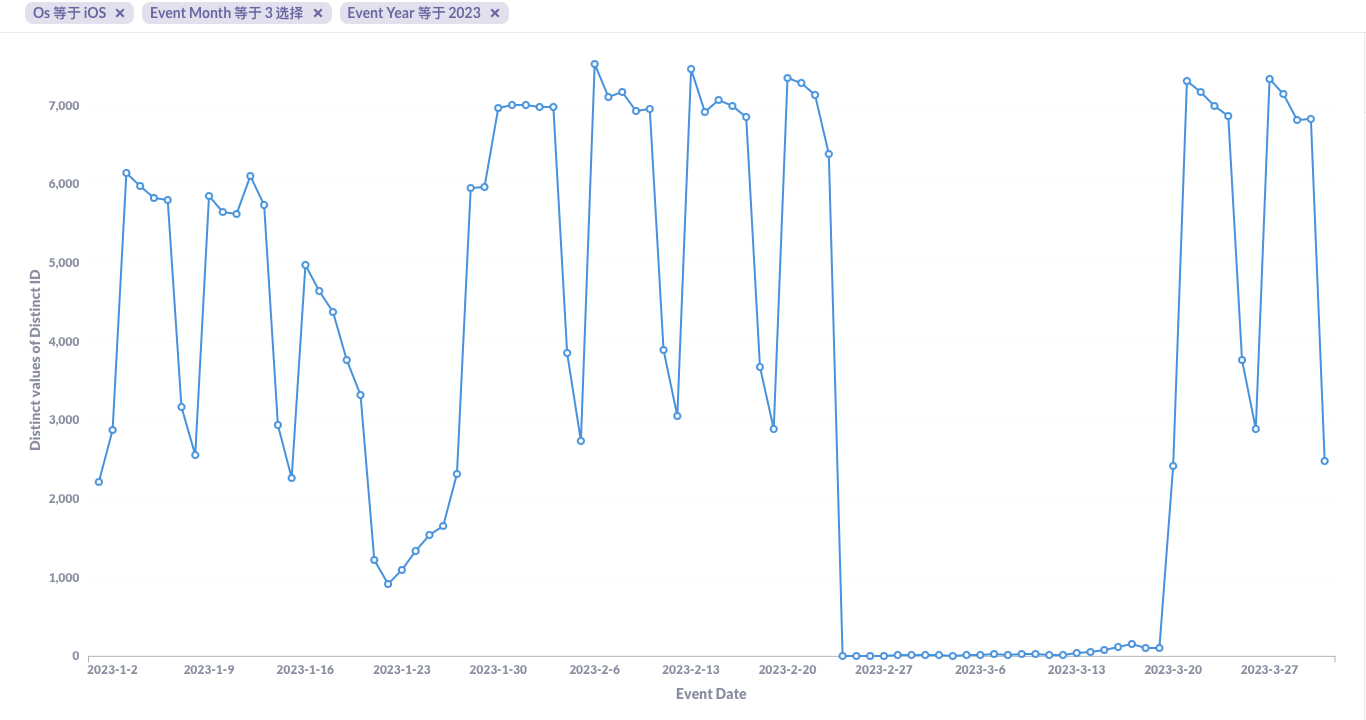 Os 等于 iOS ×
Event Month 等于 3 选择 ×
Event Year 等于 2023 ×
7,000
6,000
5,000
4,000
3,000
2,000
1,000
0
Distinct values of Distinct ID
2023-1-2 2023-1-9 2023-1-16 2023-1-23 2023-1-30 2023-2-6 2023-2-13 2023-2-20 2023-2-27 2023-3-6 2023-3-13 2023-3-20 2023-3-27
Event Date